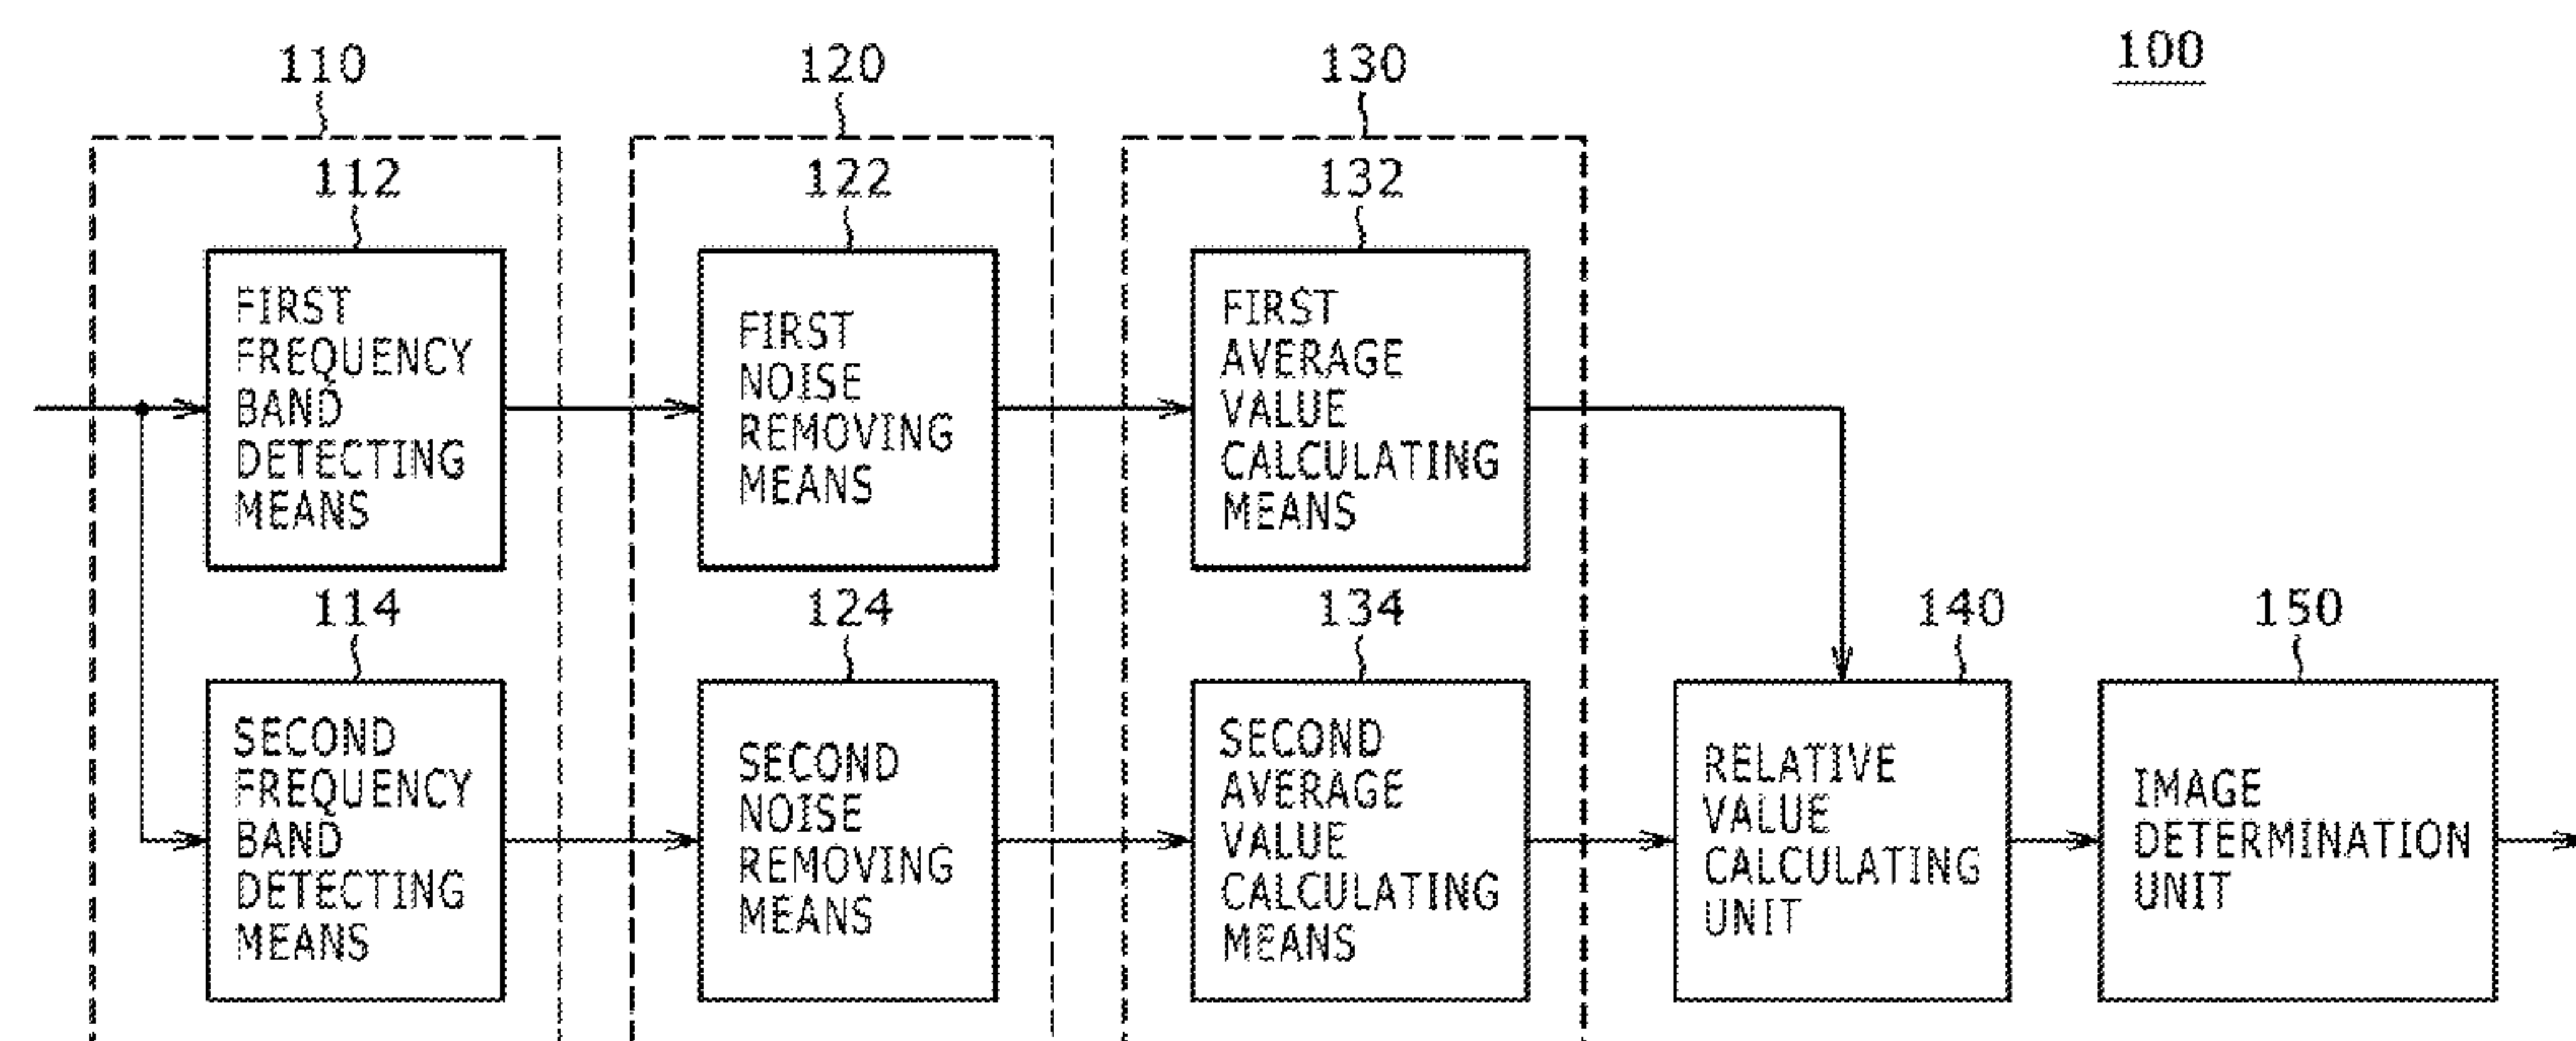 100
110
120
130
112
122
132
FIRST
FREQUENCY
BAND
DETECTING
MEANS
FIRST
NOISE
REMOVING
MEANS
FIRST
AVERAGE
VALUE
CALCULATING
MEANS
114
124
134
140
150
SECOND
FREQUENCY
BAND
DETECTING
MEANS
SECOND
NOISE
REMOVING
MEANS
SECOND
AVERAGE
VALUE
CALCULATING
MEANS
RELATIVE
VALUE
CALCULATING
UNIT
IMAGE
DETERMINATION
UNIT